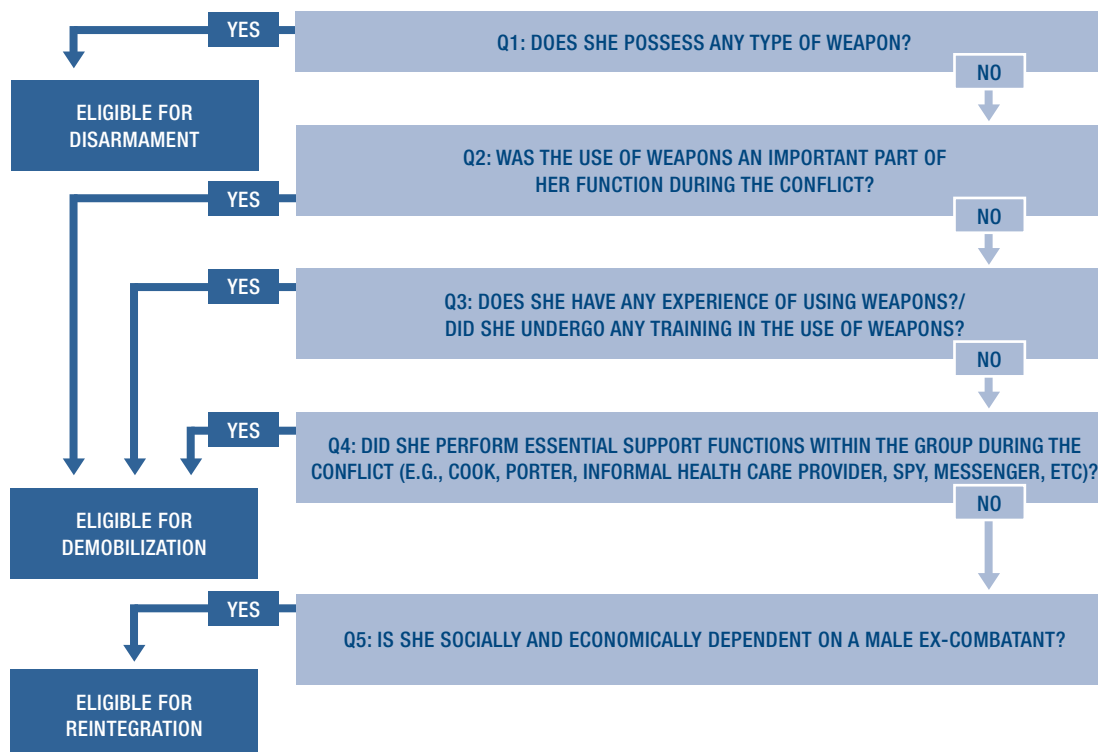 YES
Q1: DOES SHE POSSESS ANY TYPE OF WEAPON?
NO
ELIGIBLE FOR
DISARMAMENT
Q2: WAS THE USE OF WEAPONS AN IMPORTANT PART OF
HER FUNCTION DURING THE CONFLICT?
YES
NO
YES
Q3: DOES SHE HAVE ANY EXPERIENCE OF USING WEAPONS?/
DID SHE UNDERGO ANY TRAINING IN THE USE OF WEAPONS?
NO
YES
Q4: DID SHE PERFORM ESSENTIAL SUPPORT FUNCTIONS WITHIN THE GROUP DURING THE
CONFLICT (E.G., COOK, PORTER, INFORMAL HEALTH CARE PROVIDER, SPY, MESSENGER, ETC)?
NO
ELIGIBLE FOR
DEMOBILIZATION
YES
Q5: IS SHE SOCIALLY AND ECONOMICALLY DEPENDENT ON A MALE EX-COMBATANT?
ELIGIBLE FOR
REINTEGRATION